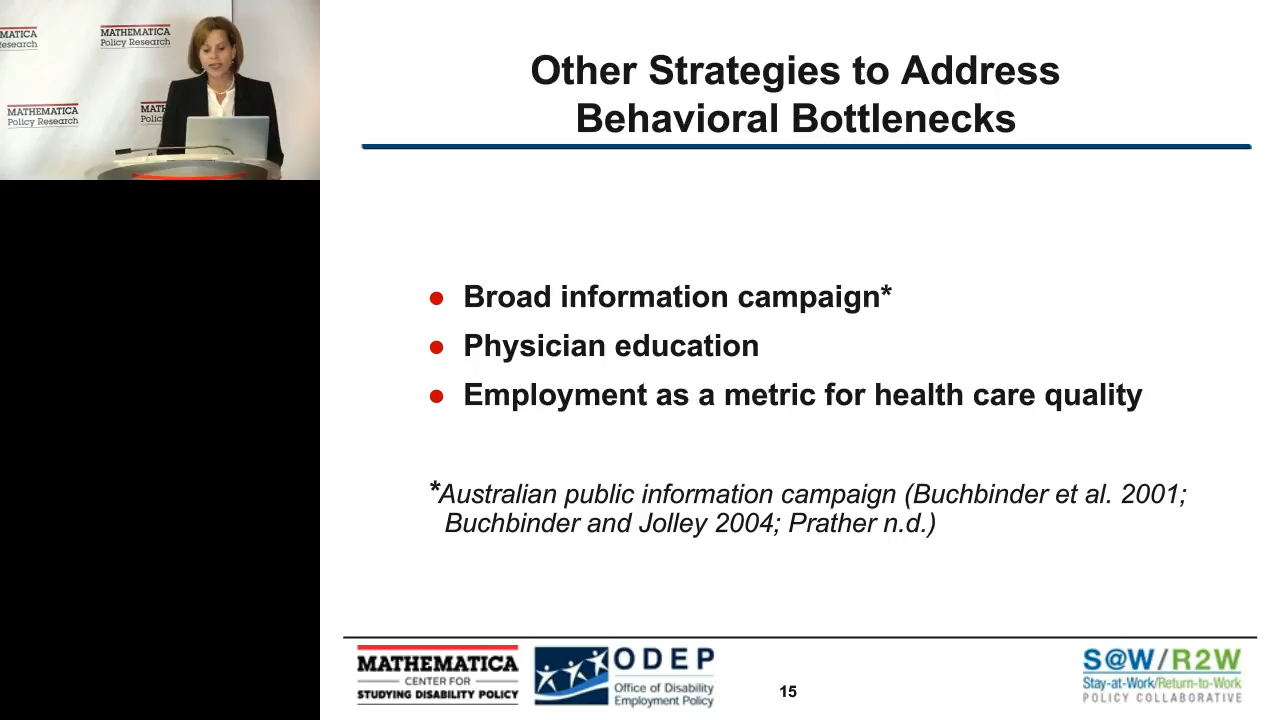 MATICA
Research
MATHEMATICA
Policy Research
MATHEMATICA
Policy Research
MATH
Policy
Other Strategies to Address
Behavioral Bottlenecks
● Broad information campaign*
● Physician education
● Employment as a metric for health care quality
*Australian public information campaign (Buchbinder et al. 2001;
Buchbinder and Jolley 2004; Prather n.d.)
MATHEMATICA
CENTER FOR
STUDYING DISABILITY POLICY
ODEP
Office of Disability
Employment Policy
15
S@W/R2W
Stay-at-Work/Return-to-Work
POLICY COLLABORATIVE